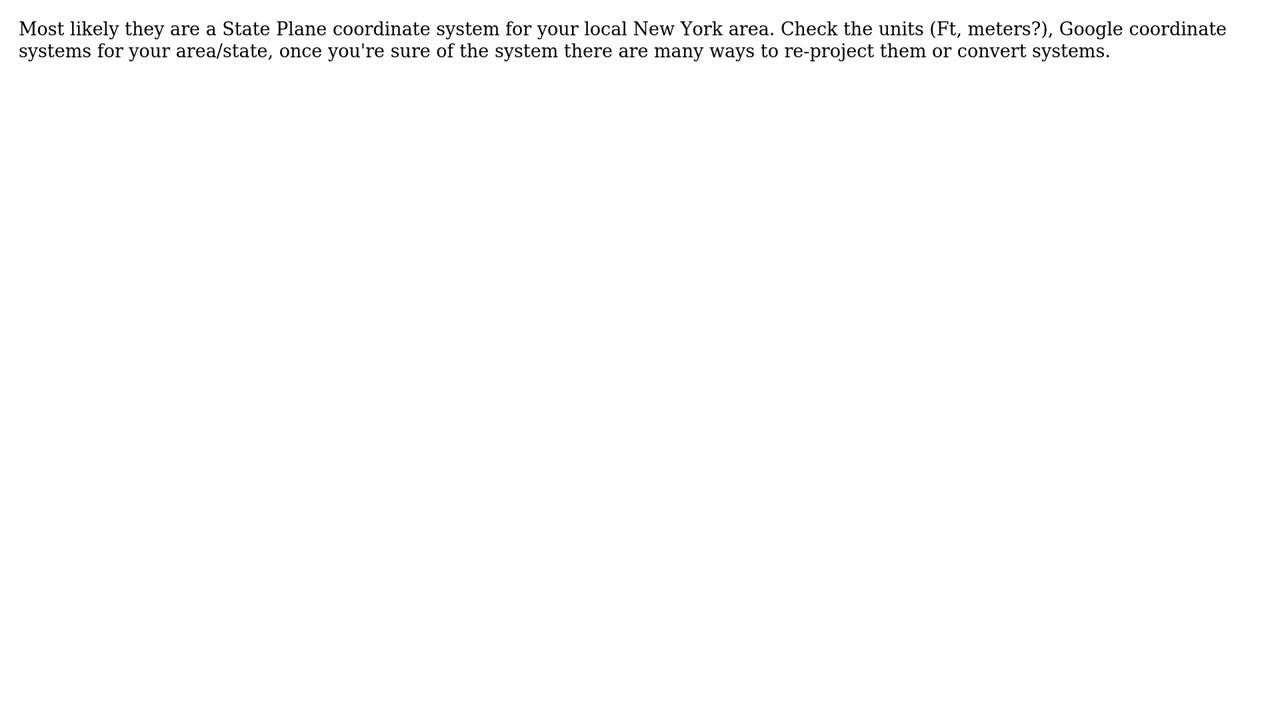 Most likely they are a State Plane coordinate system for your local New York area. Check the units (Ft, meters?), Google coordinate
systems for your area/state, once you're sure of the system there are many ways to re-project them or convert systems.